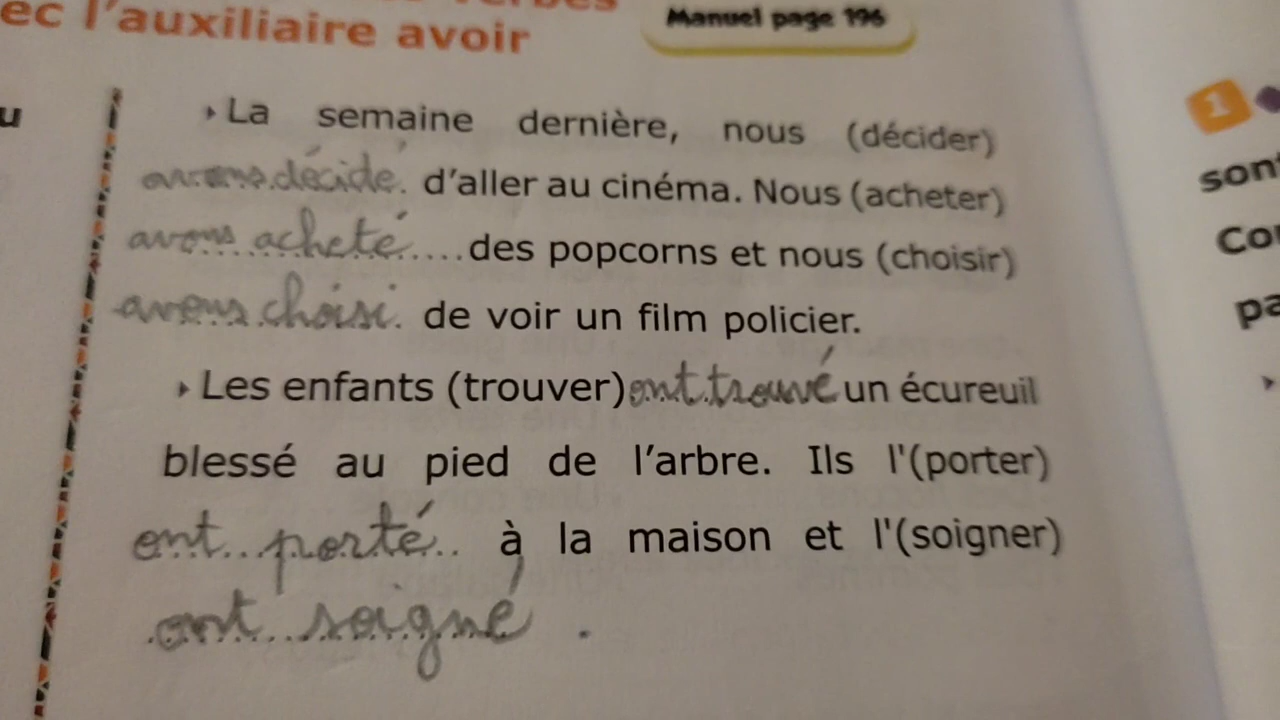 ec l'auxiliaire avoir
Manuel page 196
u
▸ La semaine dernière, nous (décider)
avons décidé. d'aller au cinéma. Nous (acheter)
avons acheté..... des popcorns et nous (choisir)
avons choisi. de voir un film policier.
▸ Les enfants (trouver) ont trouvé un écureuil
blessé au pied de l'arbre. Ils l'(porter)
ont porté.. à la maison et l'(soigner)
ont soigné .
1
son
Co
pa